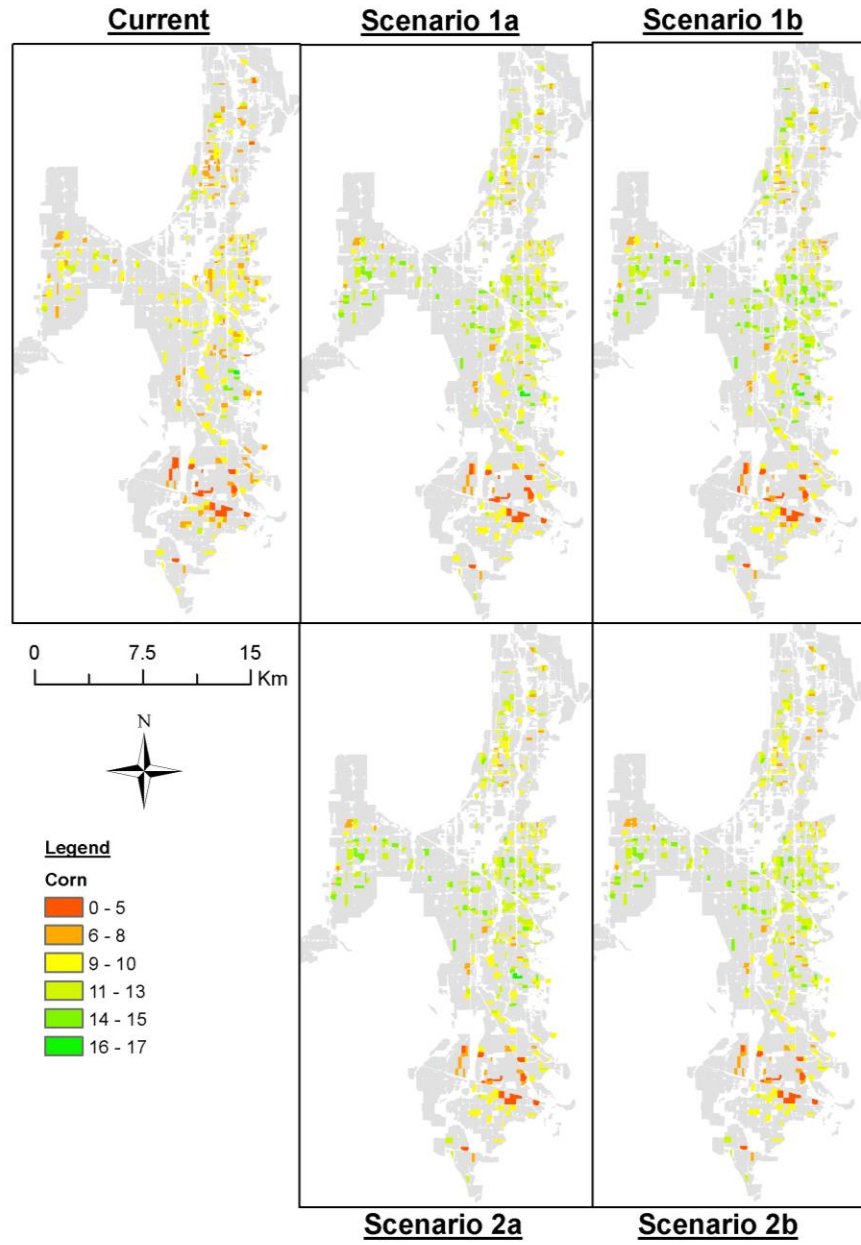 Current
Scenario 1a
Scenario 1b
0 7.5 15
Km
N
Legend
Corn
0 - 5
6 - 8
9 - 10
11 - 13
14 - 15
16 - 17
Scenario 2a
Scenario 2b